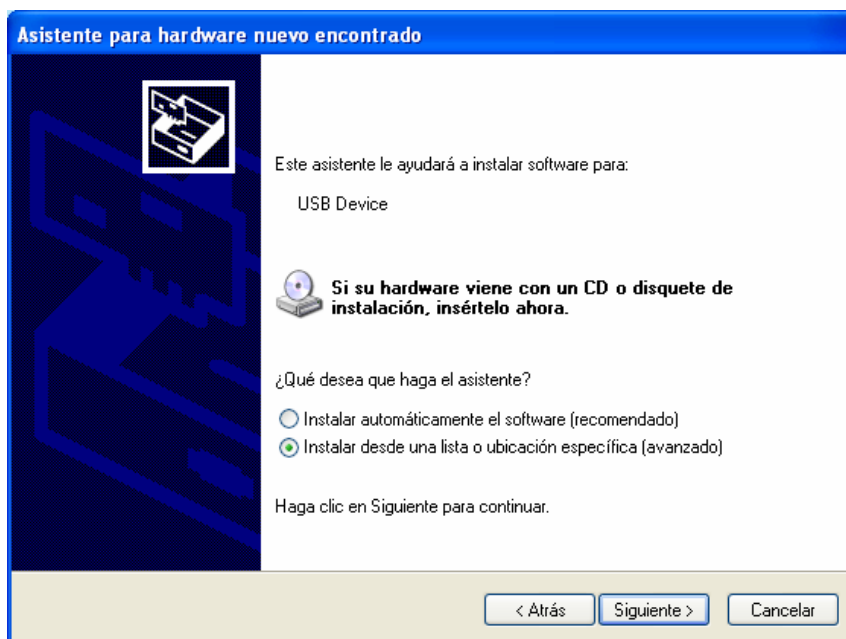 Asistente para hardware nuevo encontrado
Este asistente le ayudará a instalar software para:
USB Device
Si su hardware viene con un CD o disquete de
instalación, insértelo ahora.
¿Qué desea que haga el asistente?
Instalar automáticamente el software (recomendado)
Instalar desde una lista o ubicación específica (avanzado)
Haga clic en Siguiente para continuar.
< Atrás
Siguiente >
Cancelar